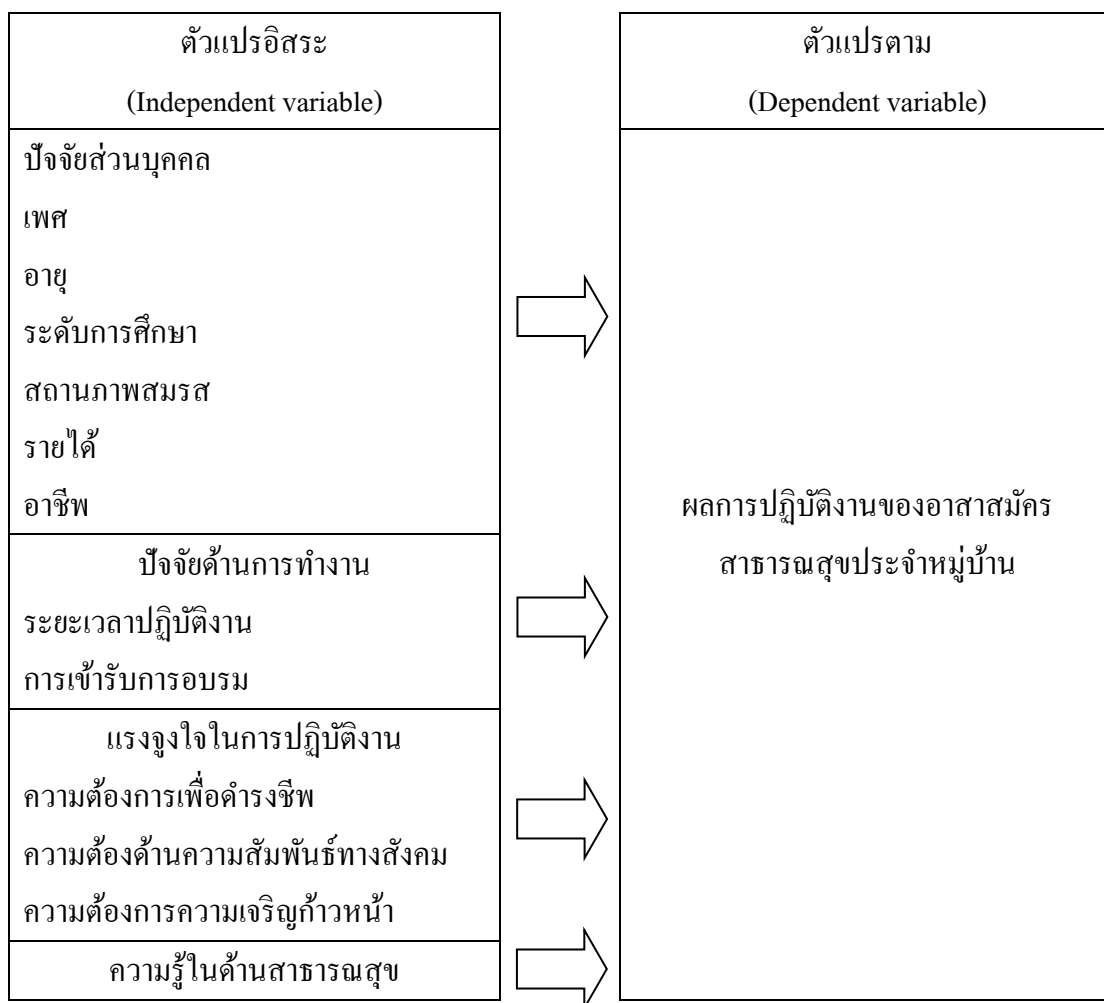 ตัวแปรอิสระ
(Independent variable)
ปัจจัยส่วนบุคคล
เพศ
อายุ
ระดับการศึกษา
สถานภาพสมรส
รายได้
อาชีพ
ปัจจัยด้านการทำงาน
ระยะเวลาปฏิบัติงาน
การเข้ารับการอบรม
แรงจูงใจในการปฏิบัติงาน
ความต้องการเพื่อดำรงชีพ
ความต้องด้านความสัมพันธ์ทางสังคม
ความต้องการความเจริญก้าวหน้า
ความรู้ในด้านสาธารณสุข
ตัวแปรตาม
(Dependent variable)
ผลการปฏิบัติงานของอาสาสมัคร
สาธารณสุขประจำหมู่บ้าน